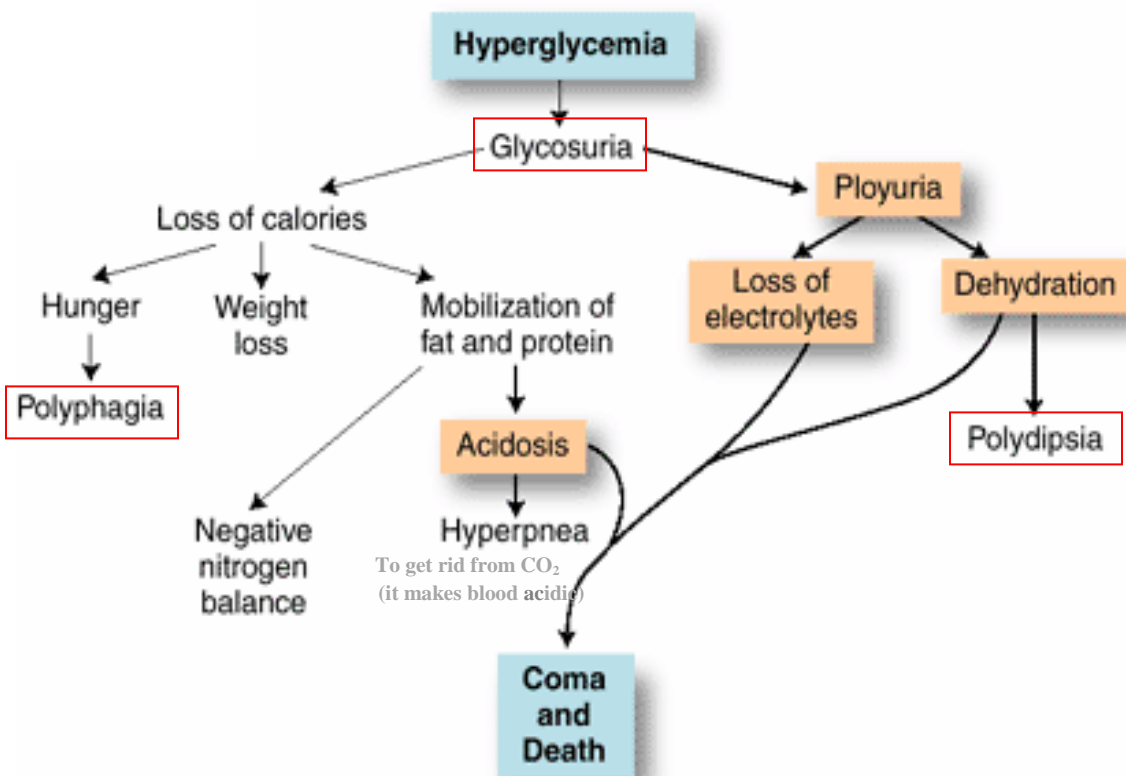 Hyperglycemia
Glycosuria
Ployuria
Loss of calories
Loss of
electrolytes
Dehydration
Hunger
Weight
loss
Mobilization of
fat and protein
Polyphagia
Acidosis
Polydipsia
Negative
nitrogen
balance
Hyperpnea
To get rid from CO₂
(it makes blood acidic)
Coma
and
Death